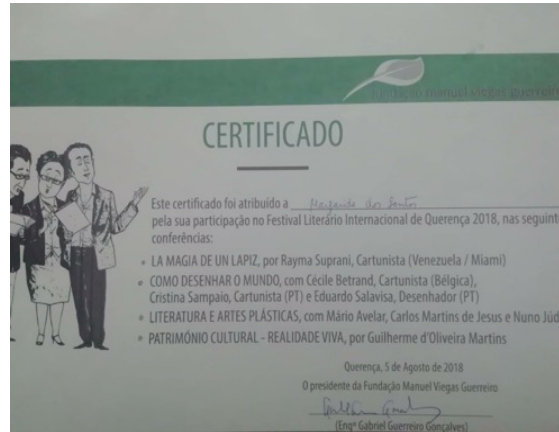 fundação manuel viegas guerreiro
CERTIFICADO
Este certificado foi atribuído a Margarida dos Santos
pela sua participação no Festival Literário Internacional de Querença 2018, nas seguint
conferências:
• LA MAGIA DE UN LAPIZ, por Rayma Suprani, Cartunista (Venezuela / Miami)
• COMO DESENHAR O MUNDO, com Cécile Betrand, Cartunista (Bélgica),
Cristina Sampaio, Cartunista (PT) e Eduardo Salavisa, Desenhador (PT)
• LITERATURA E ARTES PLÁSTICAS, com Mário Avelar, Carlos Martins de Jesus e Nuno Júd
• PATRIMÓNIO CULTURAL - REALIDADE VIVA, por Guilherme d'Oliveira Martins
Querença, 5 de Agosto de 2018
O presidente da Fundação Manuel Viegas Guerreiro
(Engº Gabriel Guerreiro Gonçalves)